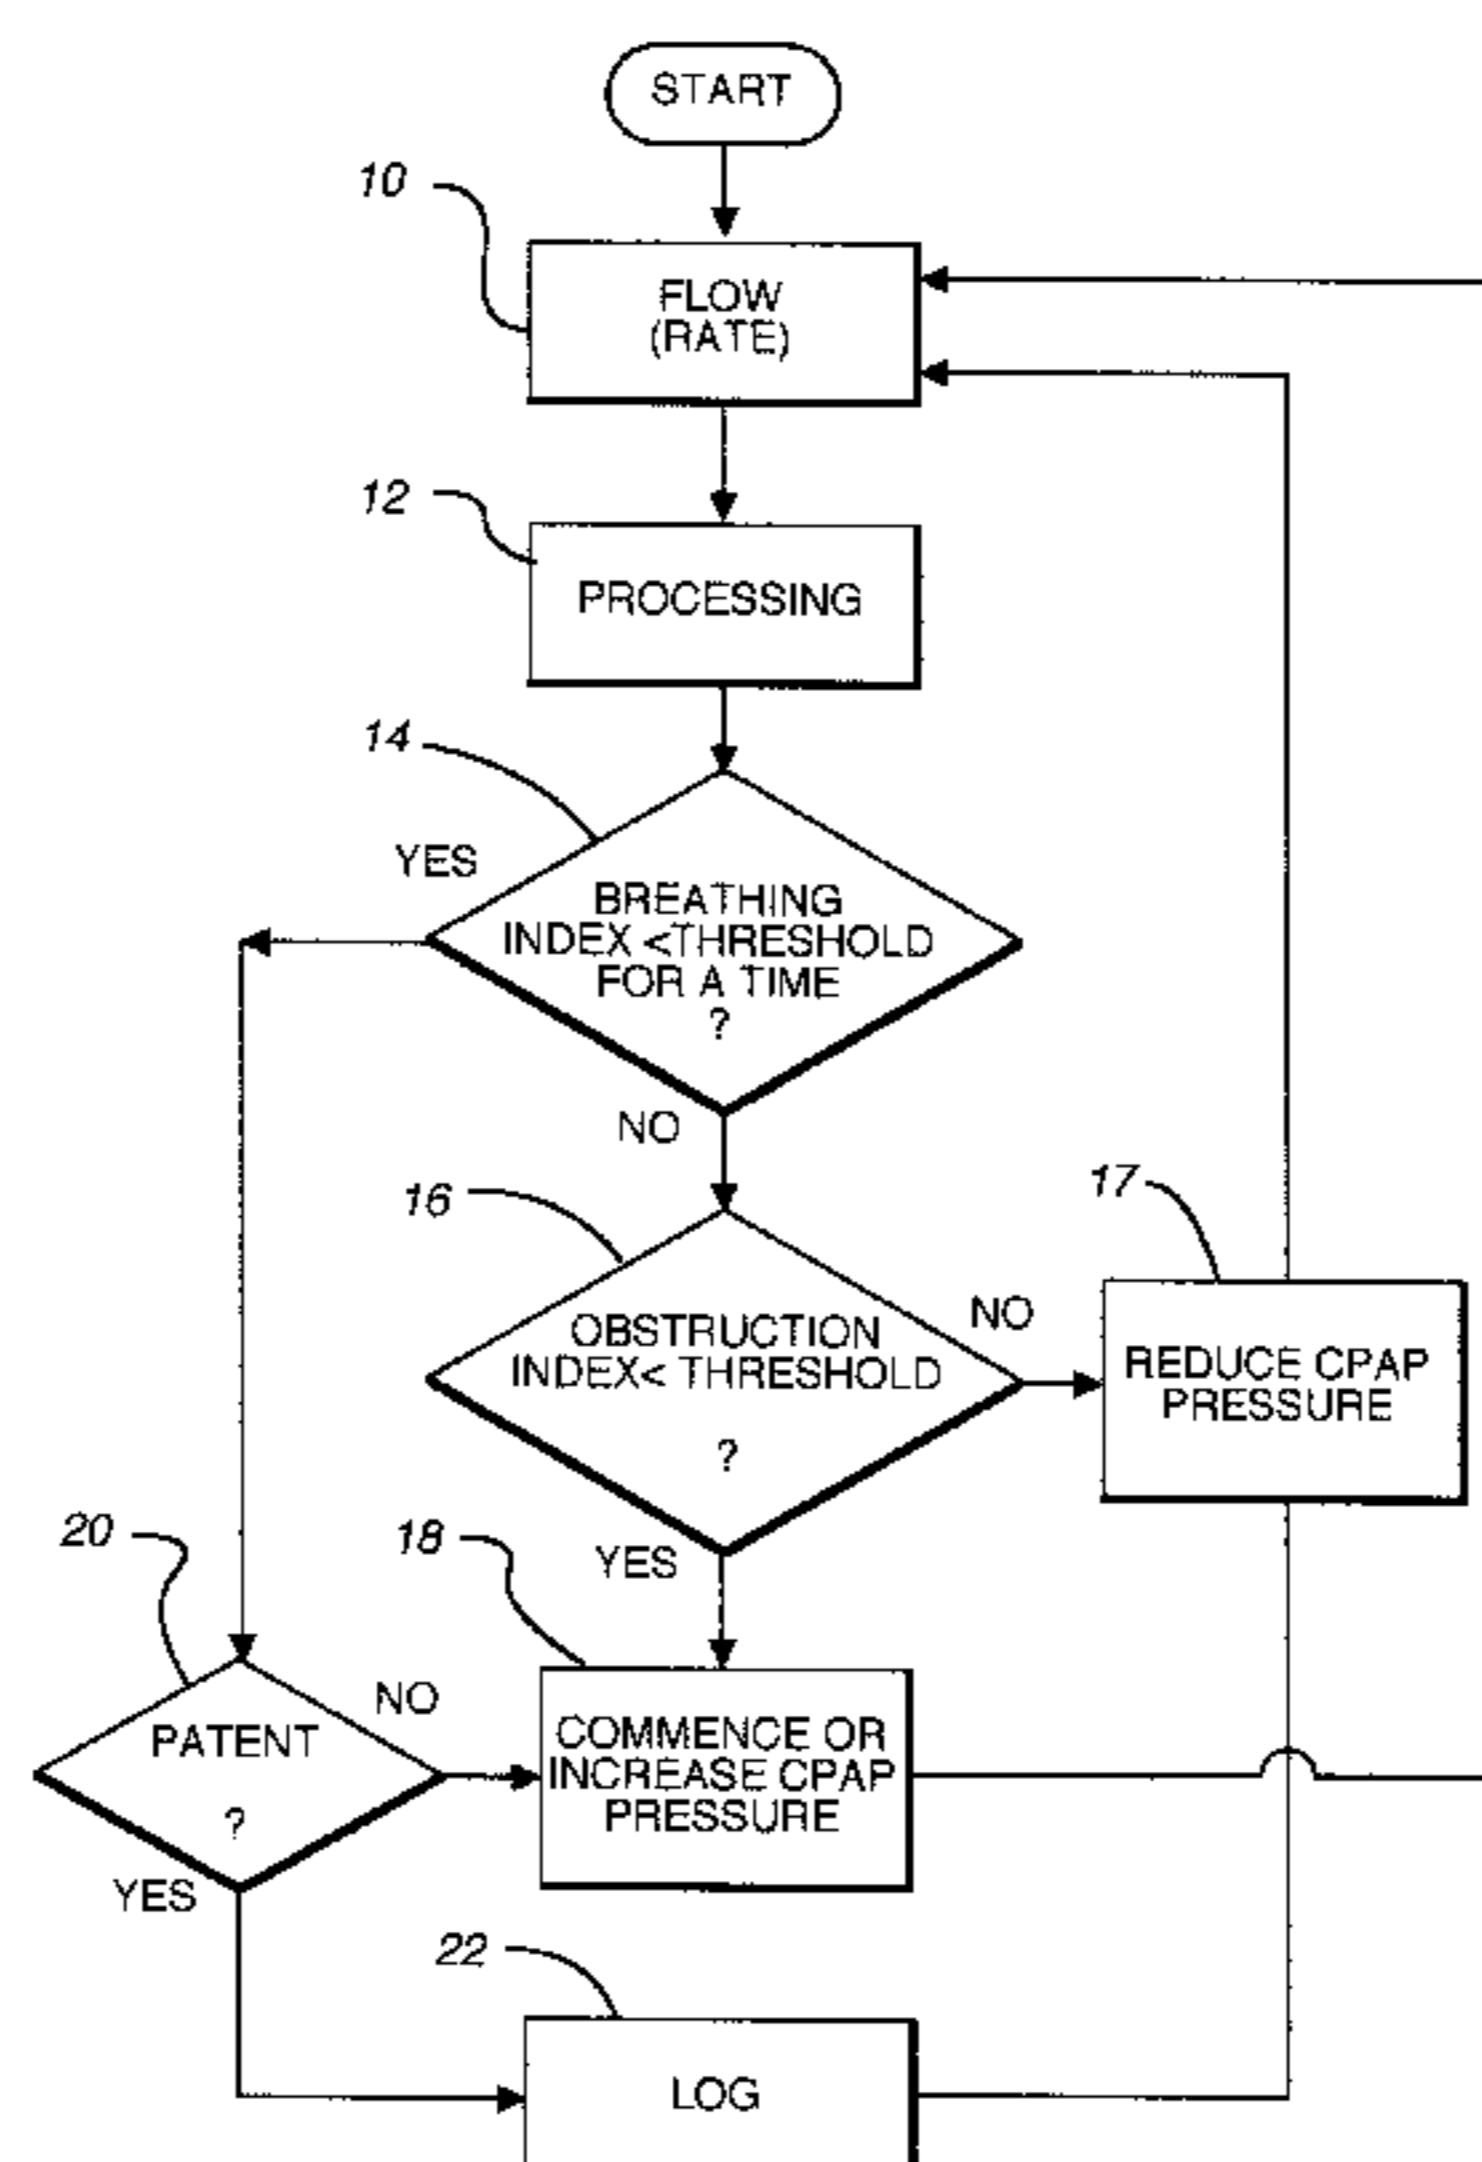 START
10
FLOW
(RATE)
12
PROCESSING
14
YES
BREATHING
INDEX <THRESHOLD
FOR A TIME
?
NO
16
17
OBSTRUCTION
INDEX< THRESHOLD
?
NO
REDUCE CPAP
PRESSURE
YES
20
18
PATENT
?
NO
COMMENCE OR
INCREASE CPAP
PRESSURE
YES
22
LOG